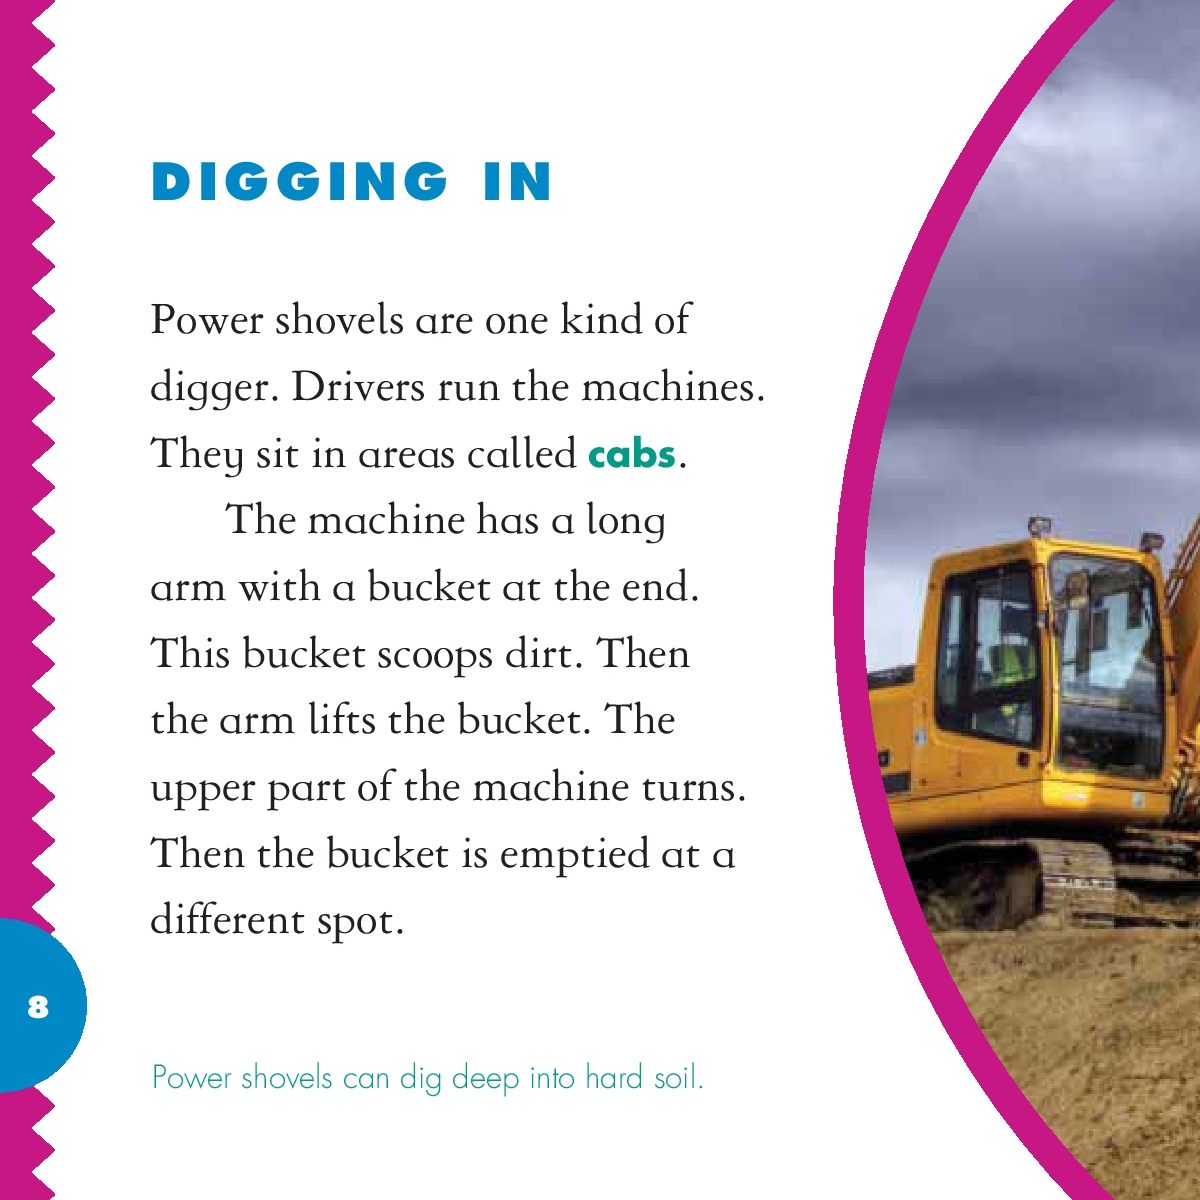 DIGGING IN
Power shovels are one kind of
digger. Drivers run the machines.
They sit in areas called cabs.
The machine has a long
arm with a bucket at the end.
This bucket scoops dirt. Then
the arm lifts the bucket. The
upper part of the machine turns.
Then the bucket is emptied at a
different spot.
8
Power shovels can dig deep into hard soil.